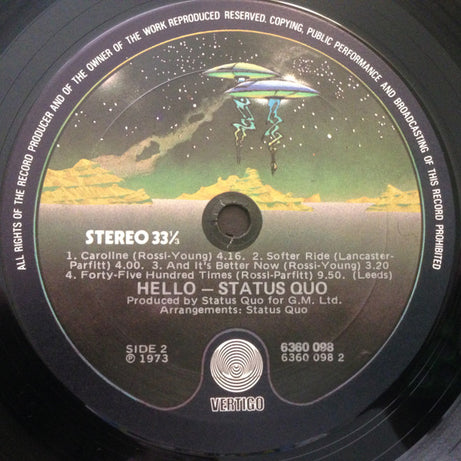 ALL RIGHTS OF THE RECORD PRODUCER AND OF THE OWNER OF THE WORK REPRODUCED RESERVED. COPYING, PUBLIC PERFORMANCE AND BROADCASTING OF THIS RECORD PROHIBITED
STEREO 33⅓
1. Caroline (Rossi-Young) 4.16. 2. Softer Ride (Lancaster-
Parfitt) 4.00. 3. And It's Better Now (Rossi-Young) 3.20
4. Forty-Five Hundred Times (Rossi-Parfitt) 9.50. (Leeds)
HELLO — STATUS QUO
Produced by Status Quo for G.M. Ltd.
Arrangements: Status Quo
SIDE 2
℗ 1973
6360 098
6360 098 2
VERTIGO